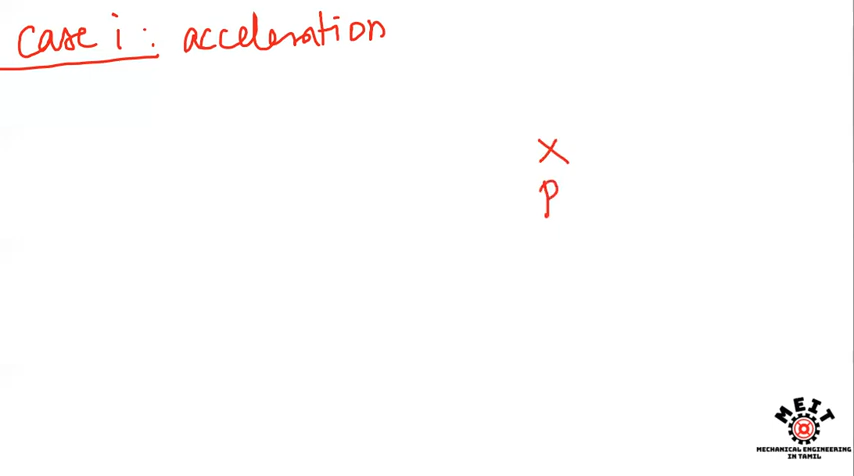 case i : acceleration
X
P
MEIT
MECHANICAL ENGINEERING
IN TAMIL